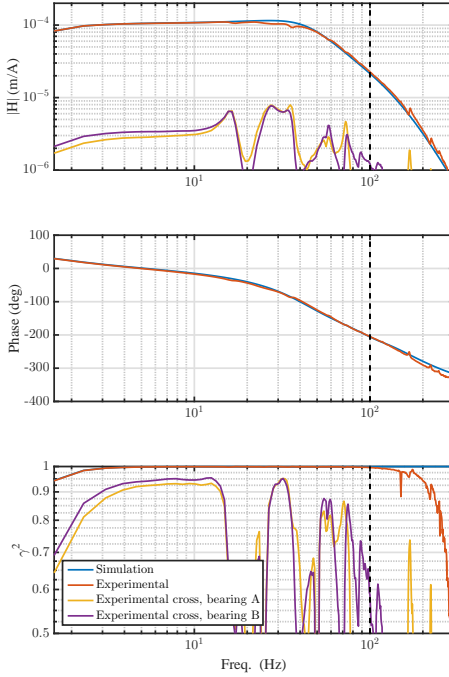 10⁻⁴
10⁻⁵
10⁻⁶
|H| (m/A)
10¹
10²
100
0
-100
-200
-300
-400
Phase (deg)
10¹
10²
1
0.9
0.8
0.7
0.6
0.5
γ²
Simulation
Experimental
Experimental cross, bearing A
Experimental cross, bearing B
10¹
10²
Freq. (Hz)